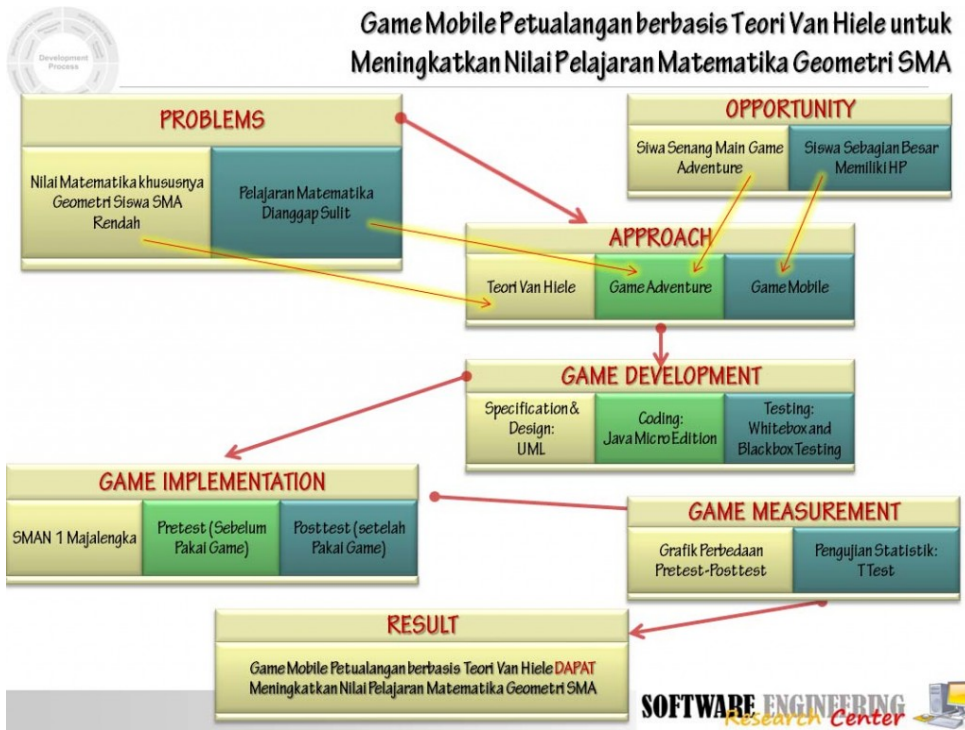 Game Mobile Petualangan berbasis Teori Van Hiele untuk
Meningkatkan Nilai Pelajaran Matematika Geometri SMA
Development
Process
PROBLEMS
Nilai Matematika khususnya
Geometri Siswa SMA
Rendah
Pelajaran Matematika
Dianggap Sulit
OPPORTUNITY
Siwa Senang Main Game
Adventure
Siswa Sebagian Besar
Memiliki HP
APPROACH
Teori Van Hiele
Game Adventure
Game Mobile
GAME DEVELOPMENT
Specification &
Design:
UML
Coding:
Java Micro Edition
Testing:
Whitebox and
Blackbox Testing
GAME IMPLEMENTATION
SMAN 1 Majalengka
Pretest (Sebelum
Pakai Game)
Posttest (setelah
Pakai Game)
GAME MEASUREMENT
Grafik Perbedaan
Pretest-Posttest
Pengujian Statistik:
T Test
RESULT
Game Mobile Petualangan berbasis Teori Van Hiele DAPAT
Meningkatkan Nilai Pelajaran Matematika Geometri SMA
SOFTWARE ENGINEERING
Research Center